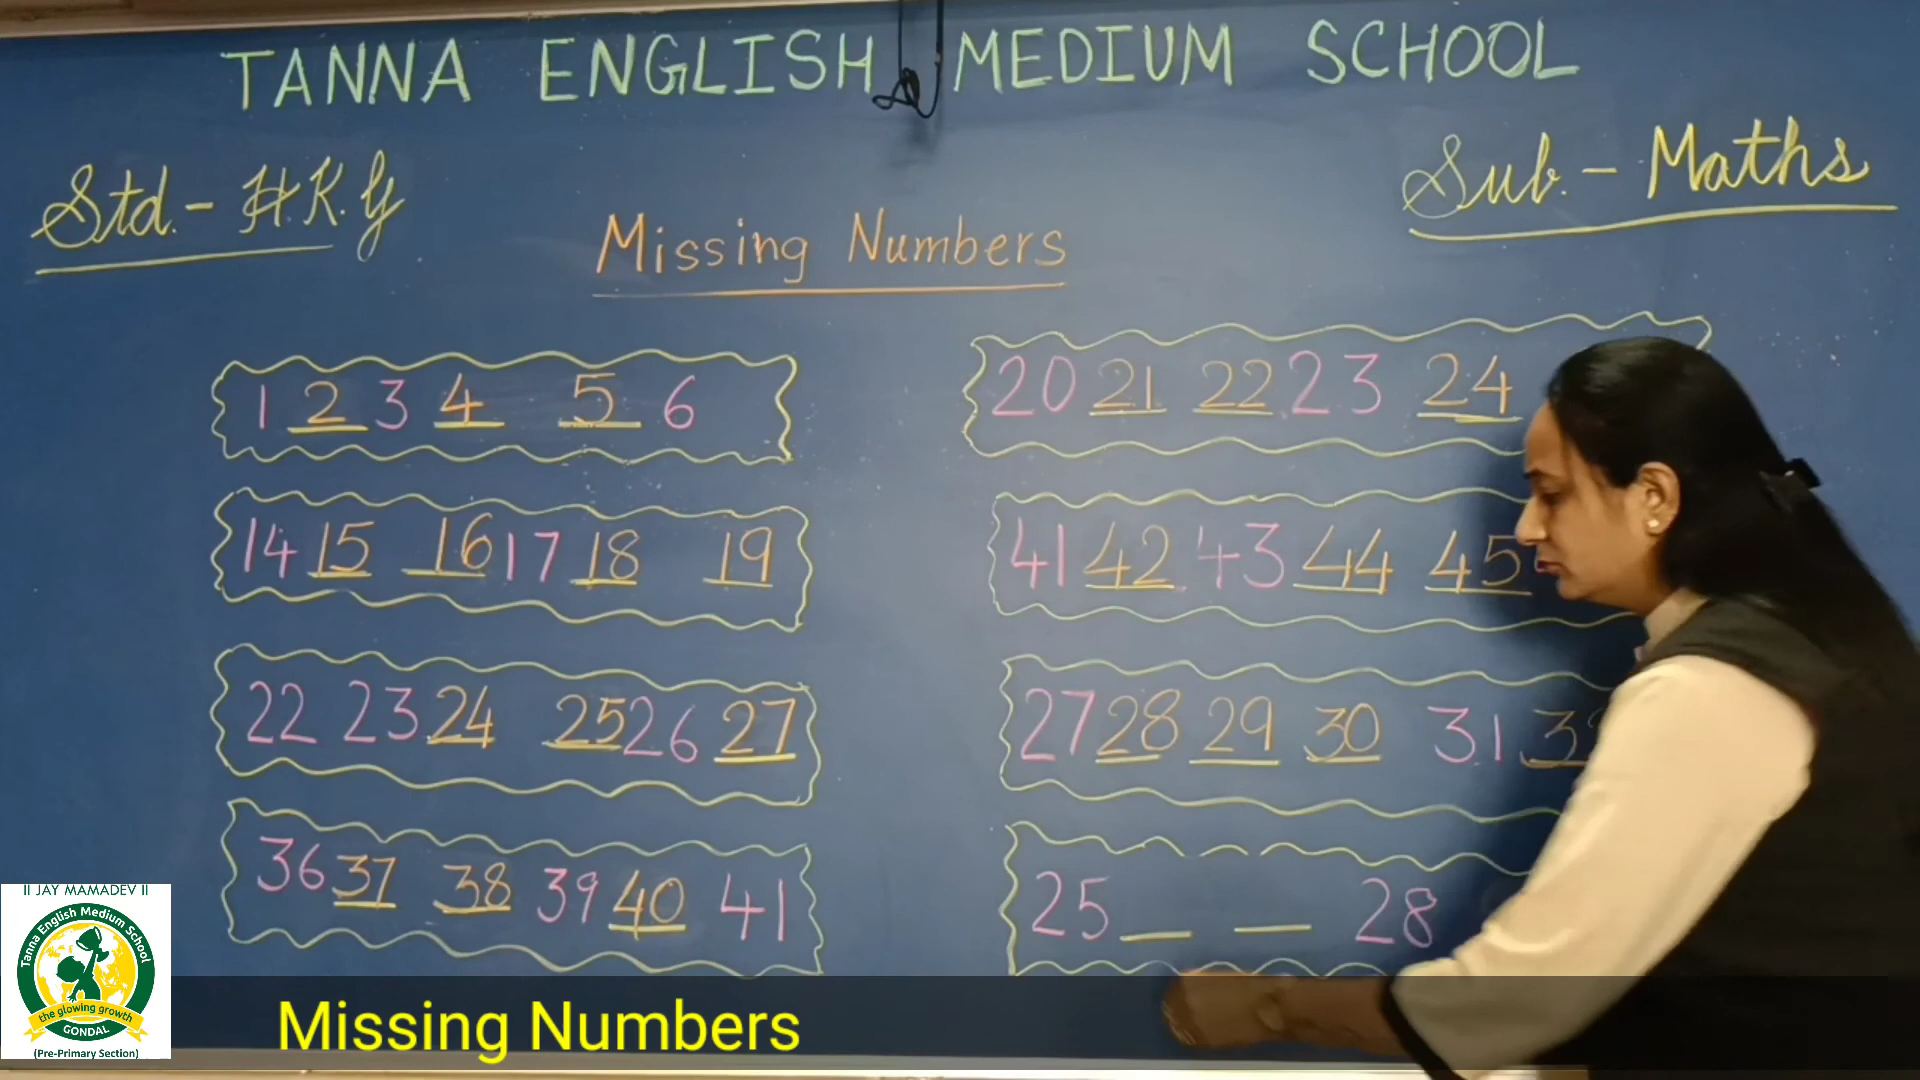 TANNA ENGLISH MEDIUM SCHOOL
Std.- H.K.G
Sub.- Maths
Missing Numbers
1 2 3 4 5 6
20 21 22 23 24
14 15 16 17 18 19
41 42 43 44 45
22 23 24 25 26 27
27 28 29 30 31
36 37 38 39 40 41
25 __ __ 28
II JAY MAMADEV II
Tanna English Medium School
the glowing growth
GONDAL
(Pre-Primary Section)
Missing Numbers